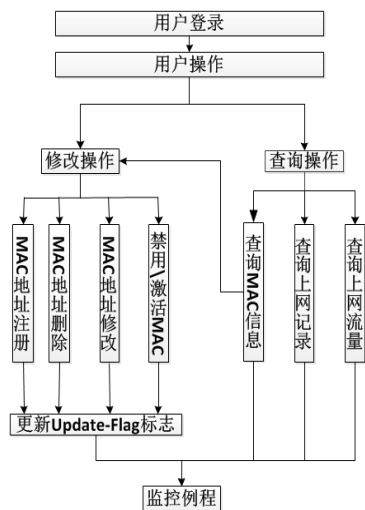 用户登录
用户操作
修改操作
查询操作
MAC地址注册
MAC地址删除
MAC地址修改
禁用\激活MAC
查询MAC信息
查询上网记录
查询上网流量
更新Update-Flag标志
监控例程